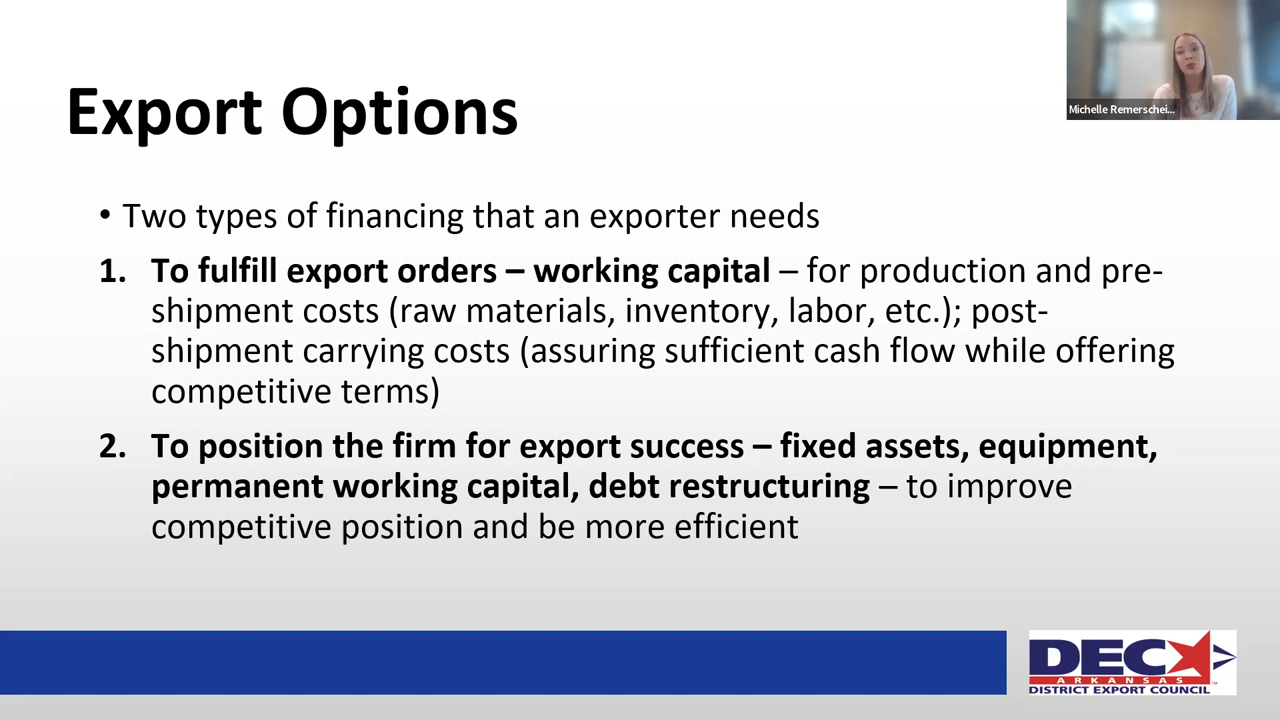 Michelle Remerschei...
Export Options
• Two types of financing that an exporter needs
1. To fulfill export orders – working capital – for production and pre-
shipment costs (raw materials, inventory, labor, etc.); post-
shipment carrying costs (assuring sufficient cash flow while offering
competitive terms)
2. To position the firm for export success – fixed assets, equipment,
permanent working capital, debt restructuring – to improve
competitive position and be more efficient
DEC
ARKANSAS
DISTRICT EXPORT COUNCIL